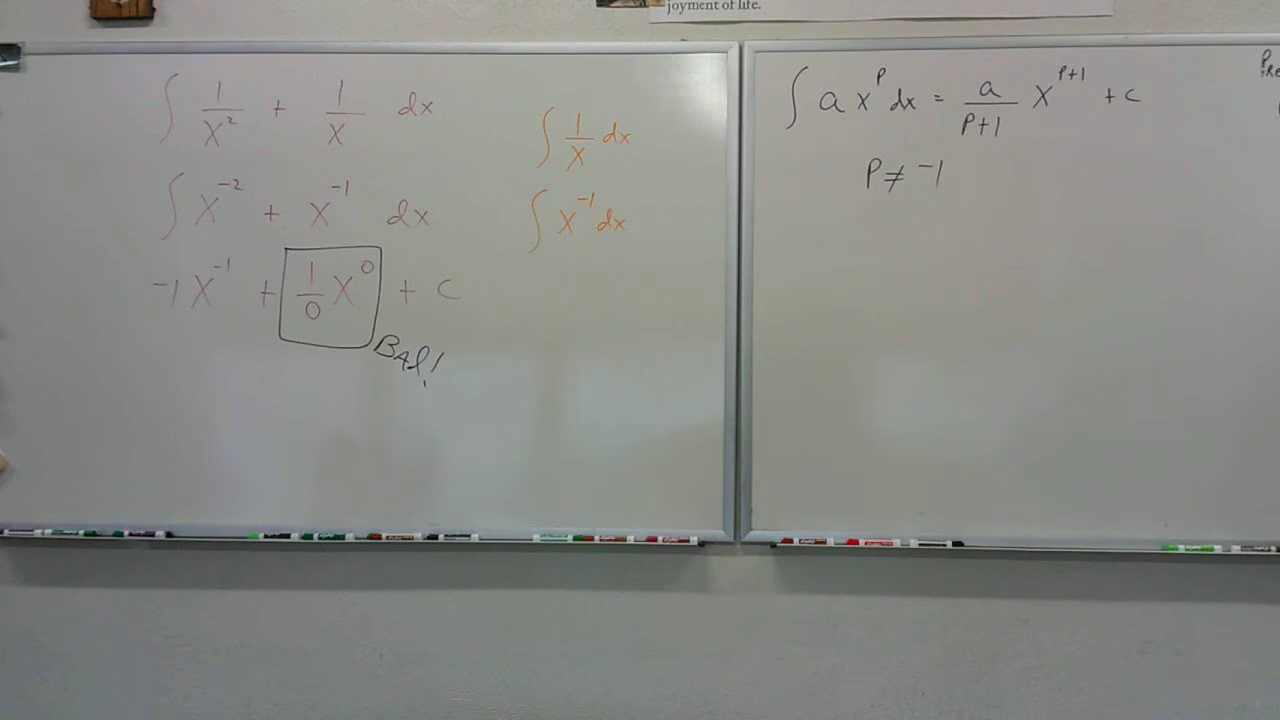 joyment of life.
∫ 1/x² + 1/x dx
∫ x⁻² + x⁻¹ dx
-1x⁻¹ + 1/0 x⁰ + c
BAd!
∫ 1/x dx
∫ x⁻¹ dx
∫ a x^p dx = a/(p+1) x^(p+1) + c
p ≠ -1